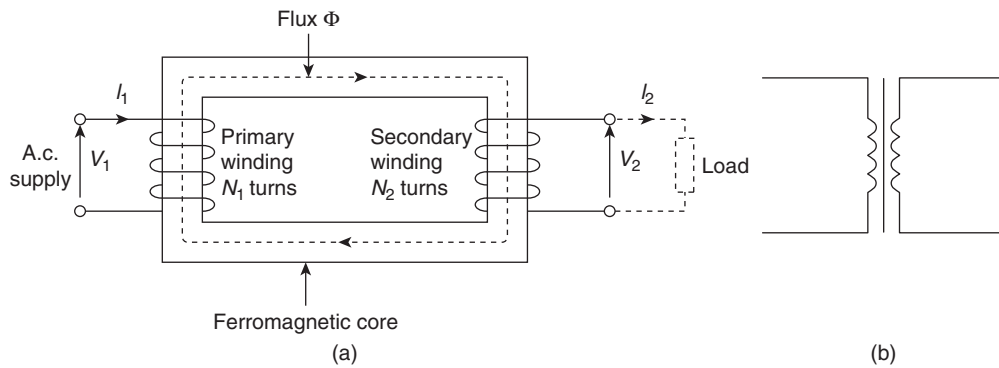 Flux Φ
I₁
I₂
A.c.
supply
V₁
Primary
winding
N₁ turns
Secondary
winding
N₂ turns
V₂
Load
Ferromagnetic core
(a)
(b)